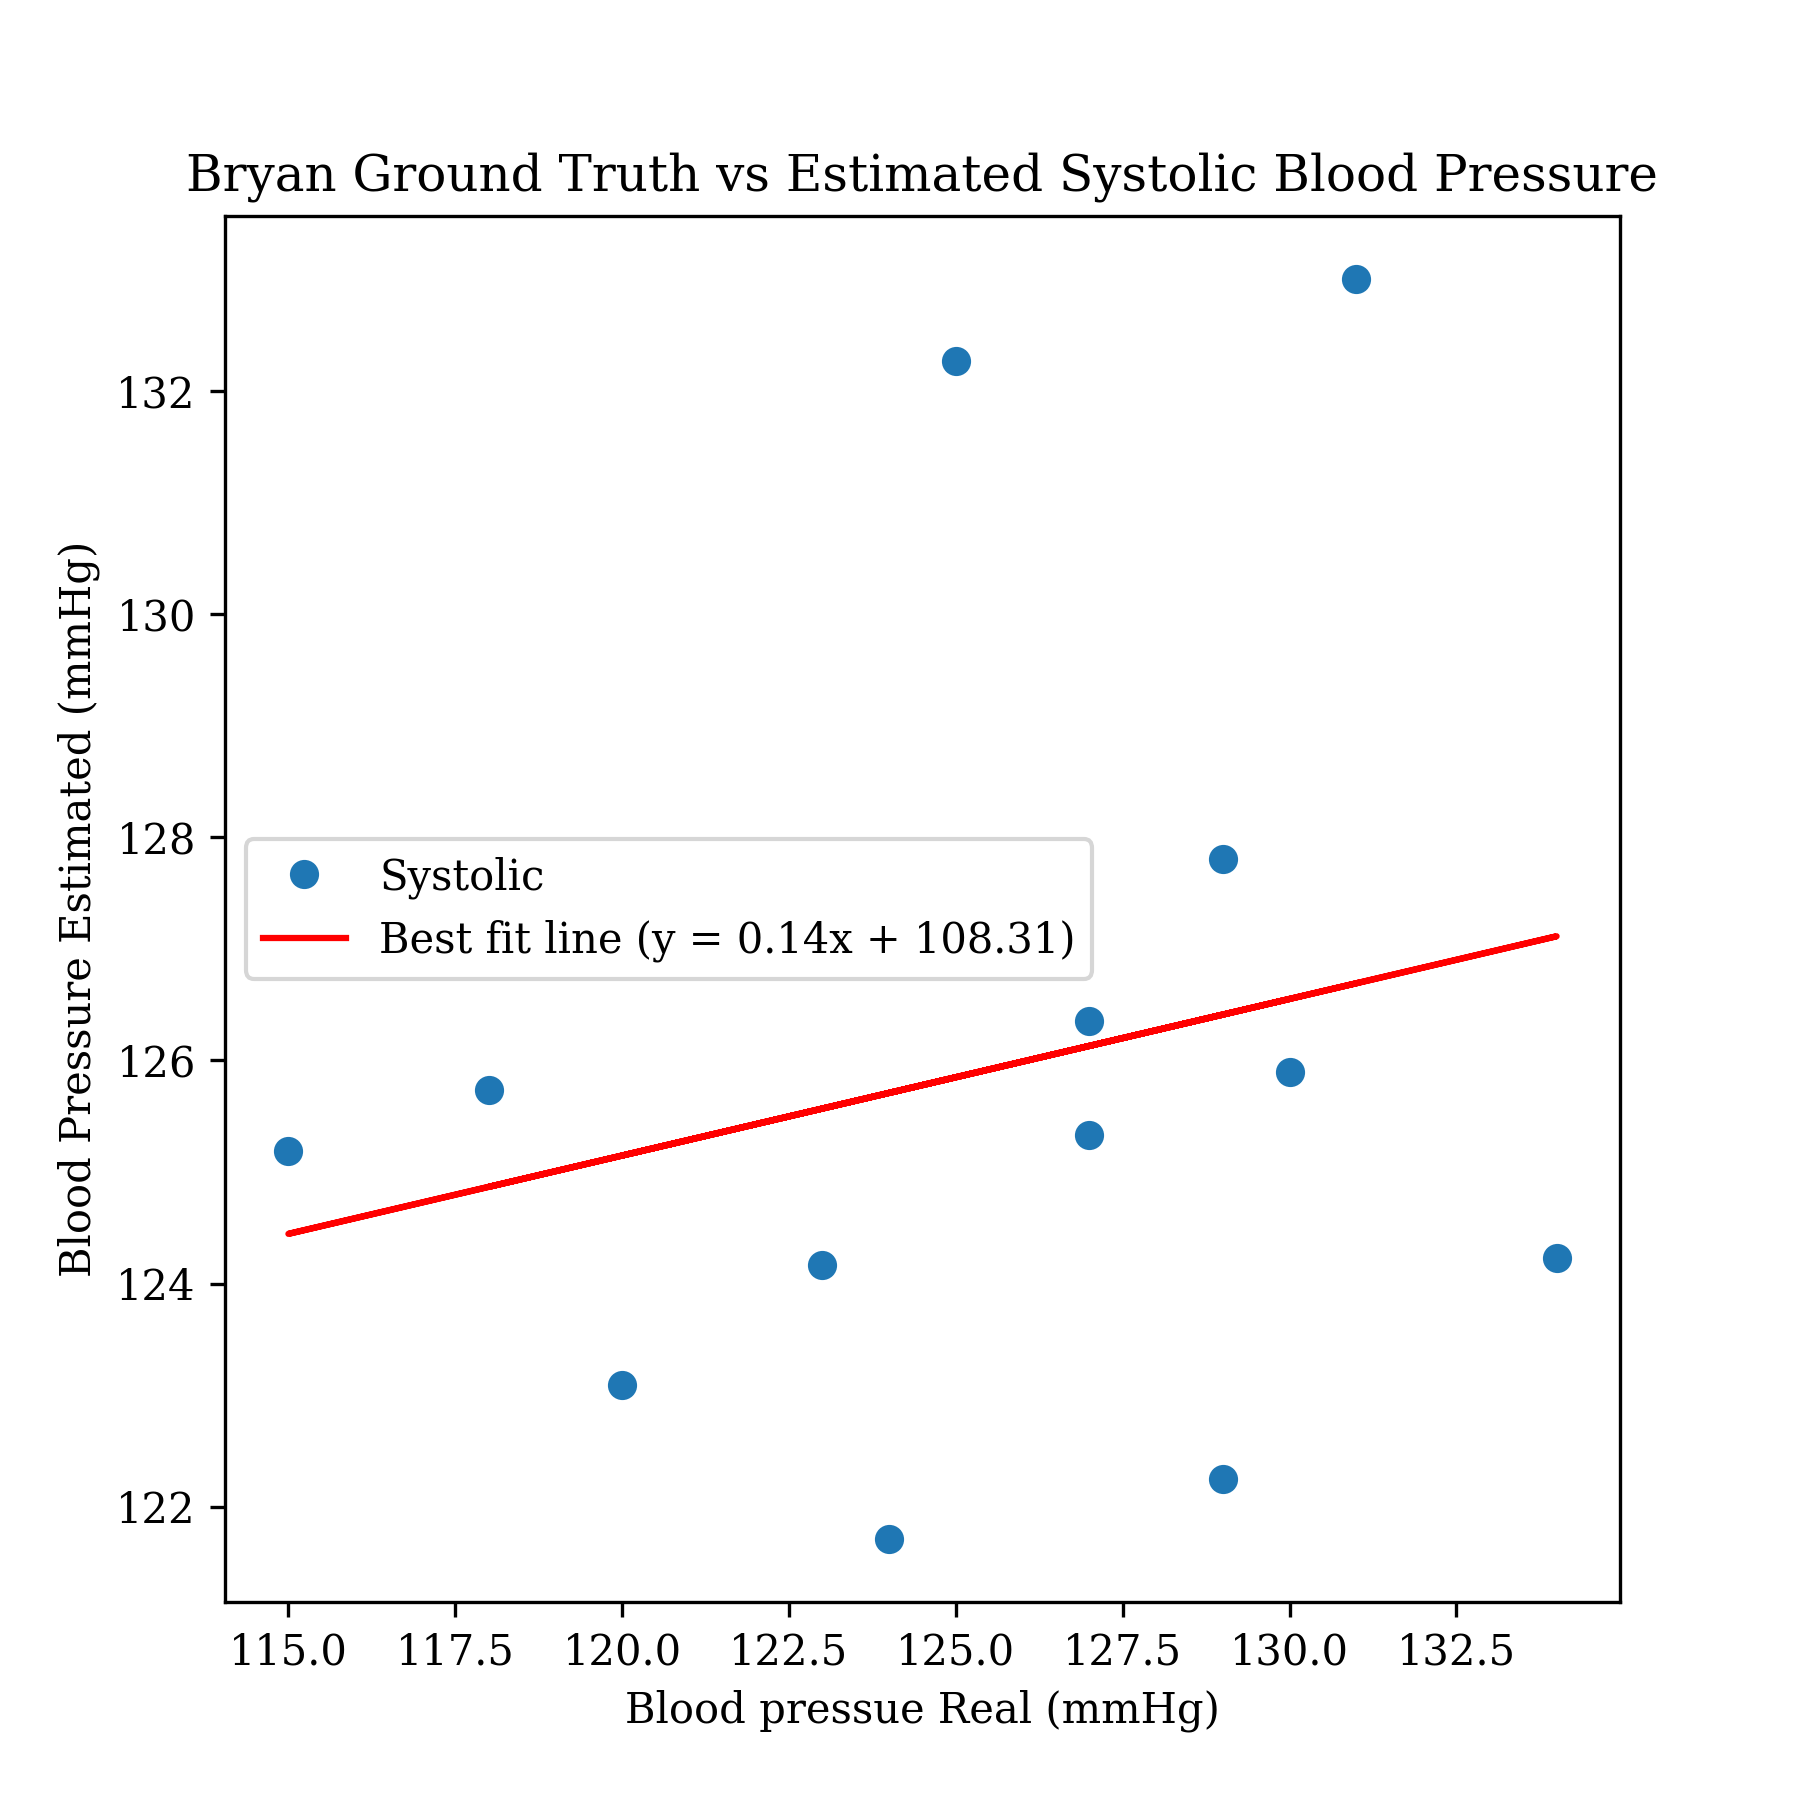 Bryan Ground Truth vs Estimated Systolic Blood Pressure
Blood Pressure Estimated (mmHg)
132
130
128
126
124
122
Systolic
Best fit line (y = 0.14x + 108.31)
115.0 117.5 120.0 122.5 125.0 127.5 130.0 132.5
Blood pressue Real (mmHg)